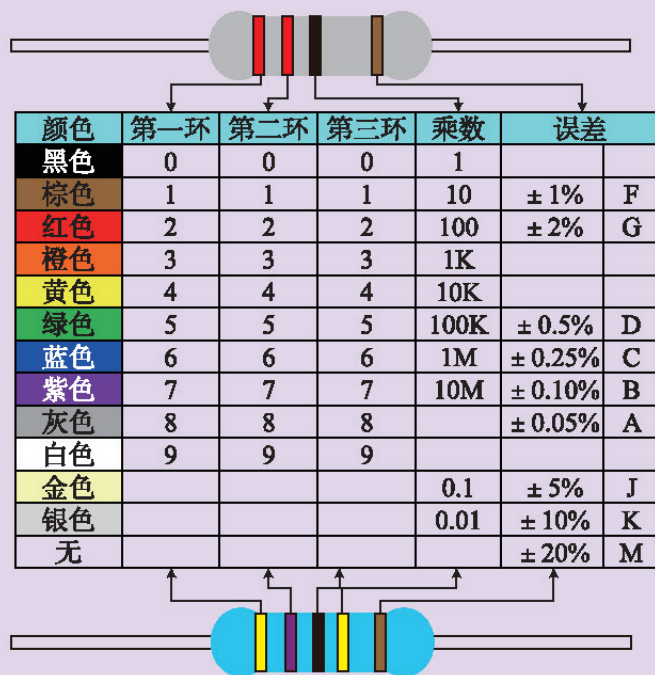 颜色 第一环 第二环 第三环 乘数 误差
黑色 0 0 0 1
棕色 1 1 1 10 ± 1% F
红色 2 2 2 100 ± 2% G
橙色 3 3 3 1K
黄色 4 4 4 10K
绿色 5 5 5 100K ± 0.5% D
蓝色 6 6 6 1M ± 0.25% C
紫色 7 7 7 10M ± 0.10% B
灰色 8 8 8 ± 0.05% A
白色 9 9 9
金色 0.1 ± 5% J
银色 0.01 ± 10% K
无 ± 20% M